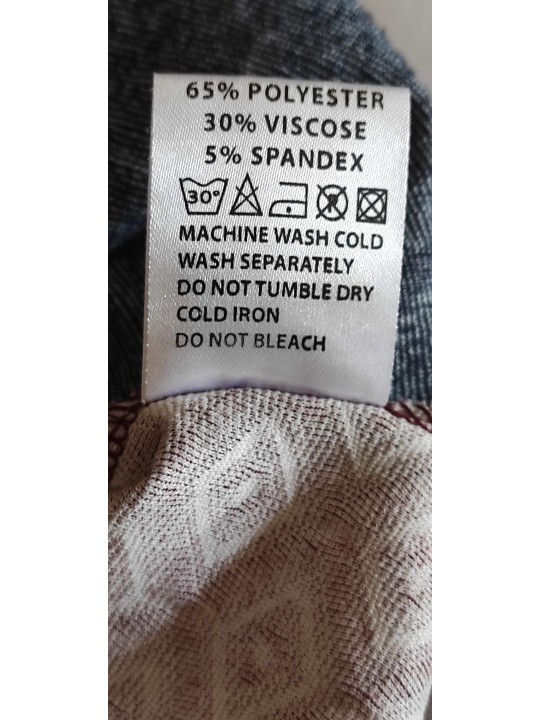 65% POLYESTER
30% VISCOSE
5% SPANDEX
30°
MACHINE WASH COLD
WASH SEPARATELY
DO NOT TUMBLE DRY
COLD IRON
DO NOT BLEACH